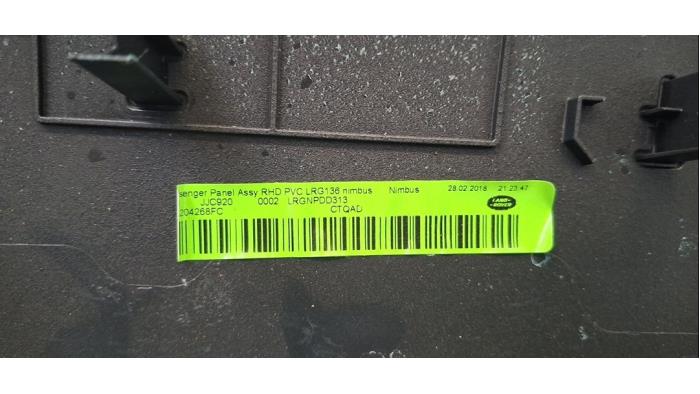 senger Panel Assy RHD PVC LRG136 nimbus Nimbus 28.02.2018 21:23:47
JJC920 0002 LRGNPDD313
204268FC CTQAD
LAND-
ROVER